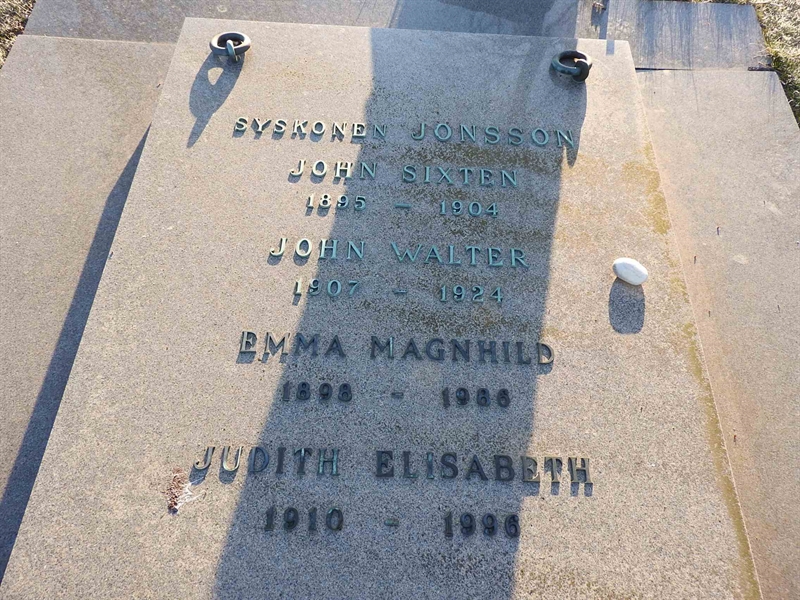 SYSKONEN JÖNSSON
JOHN SIXTEN
1895 - 1904
JOHN WALTER
1907 - 1924
EMMA MAGNHILD
1898 - 1986
JUDITH ELISABETH
1910 - 1996